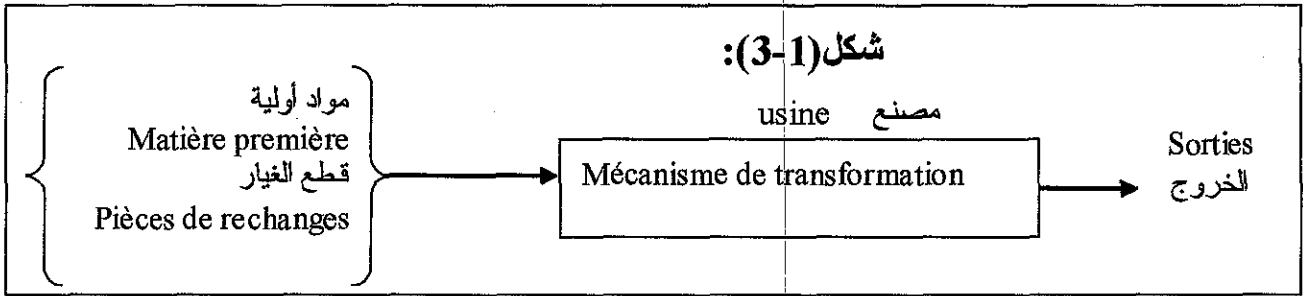 شكل(1-3):
مواد أولية
Matière première
قطع الغيار
Pièces de rechanges
usine مصنع
Mécanisme de transformation
Sorties
الخروج